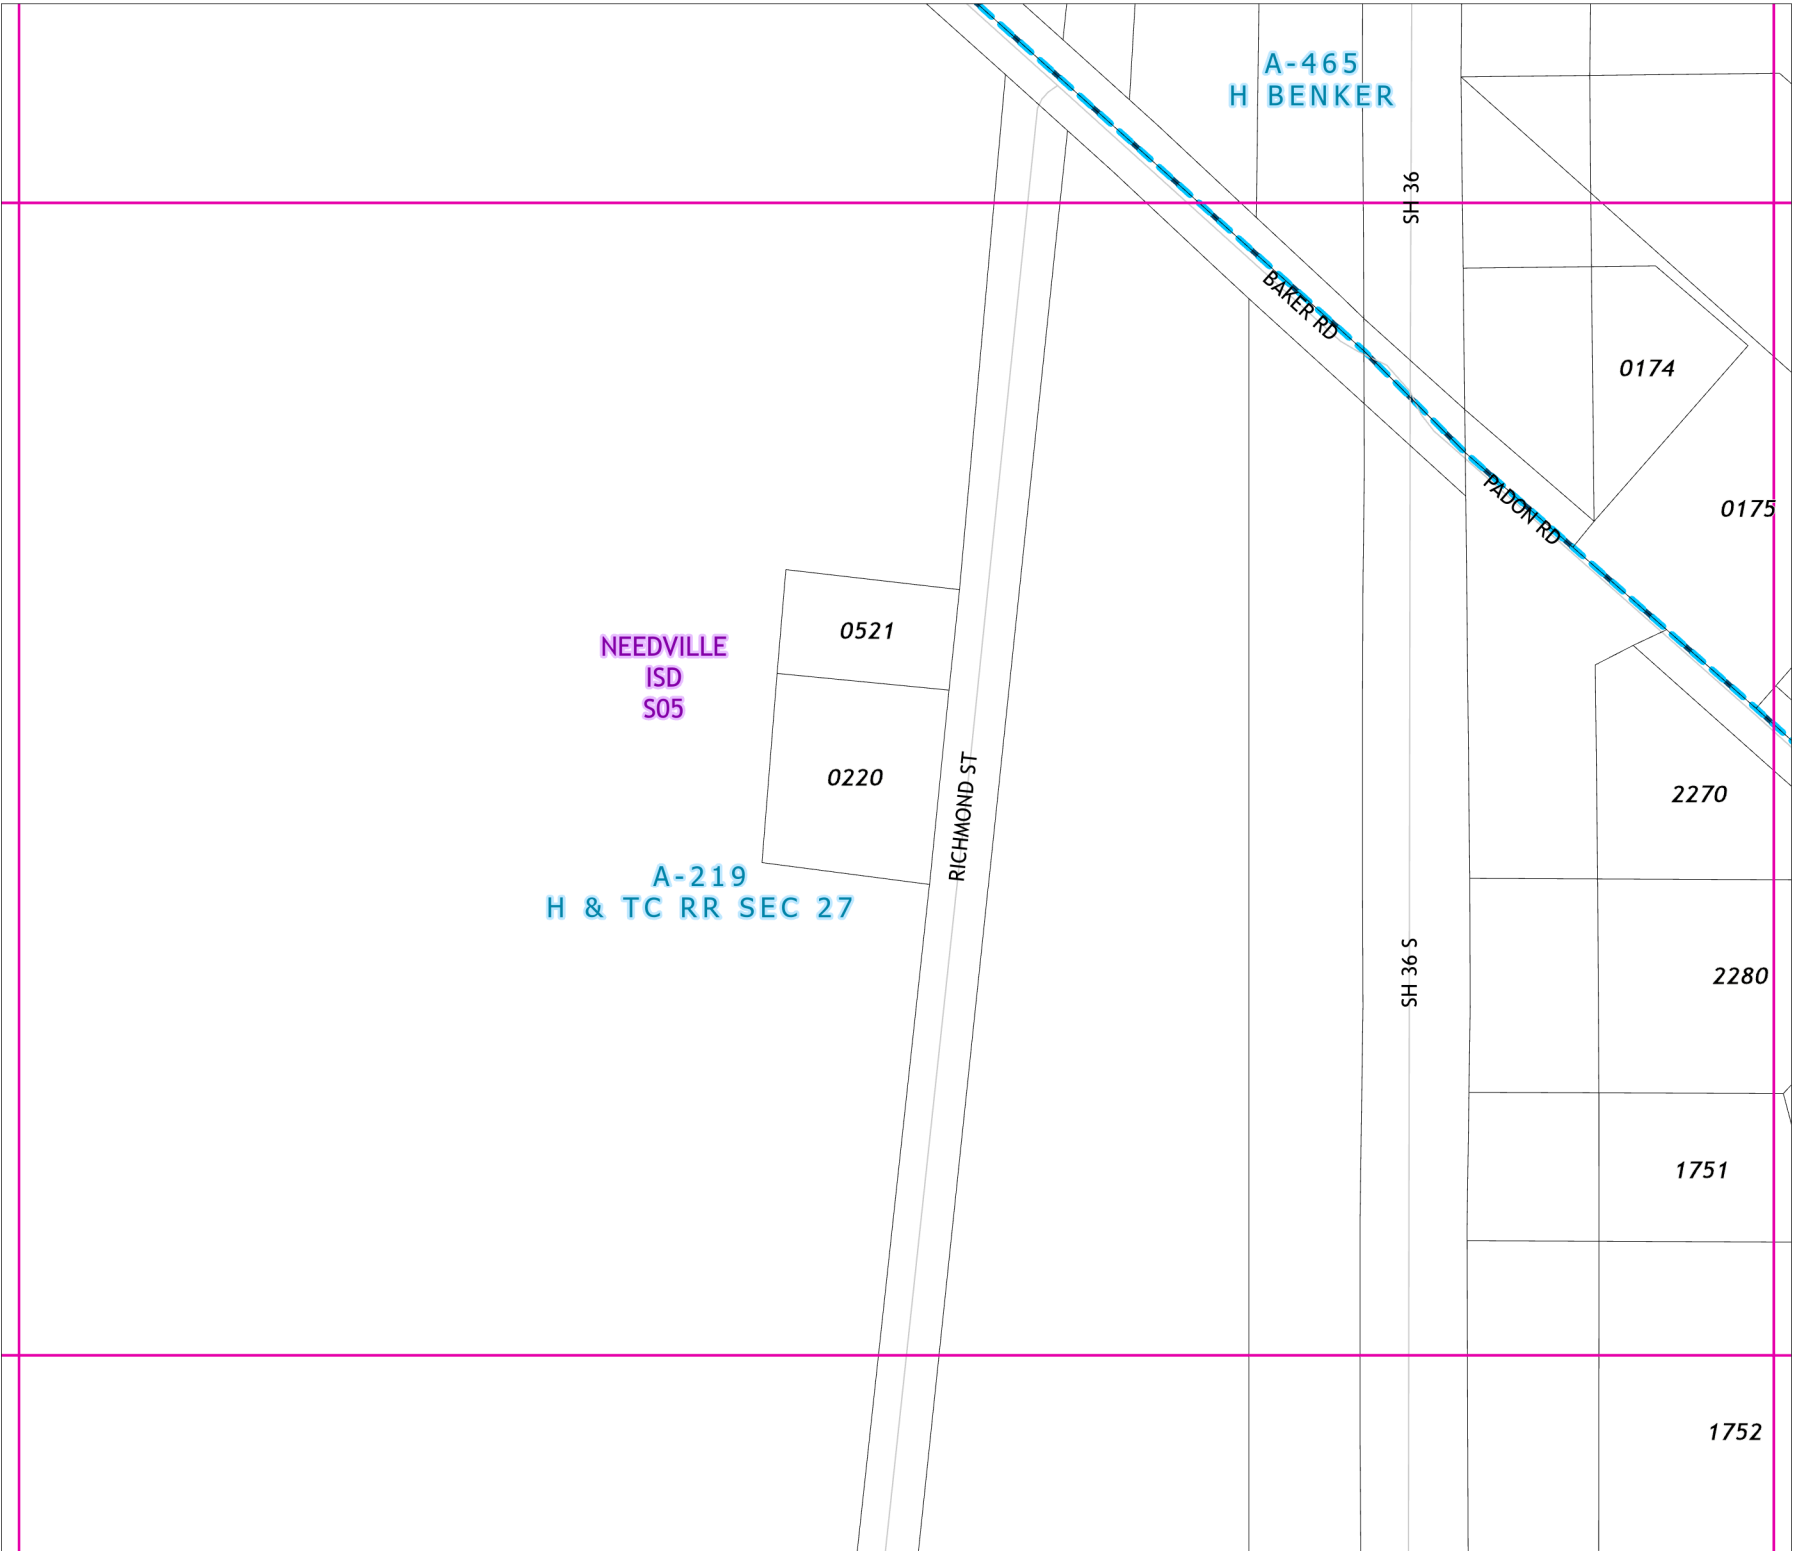 A-465
H BENKER
SH 36
BAKER RD
0174
PADON RD
0175
0521
NEEDVILLE
ISD
S05
0220
RICHMOND ST
2270
A-219
H & TC RR SEC 27
SH 36 S
2280
1751
1752